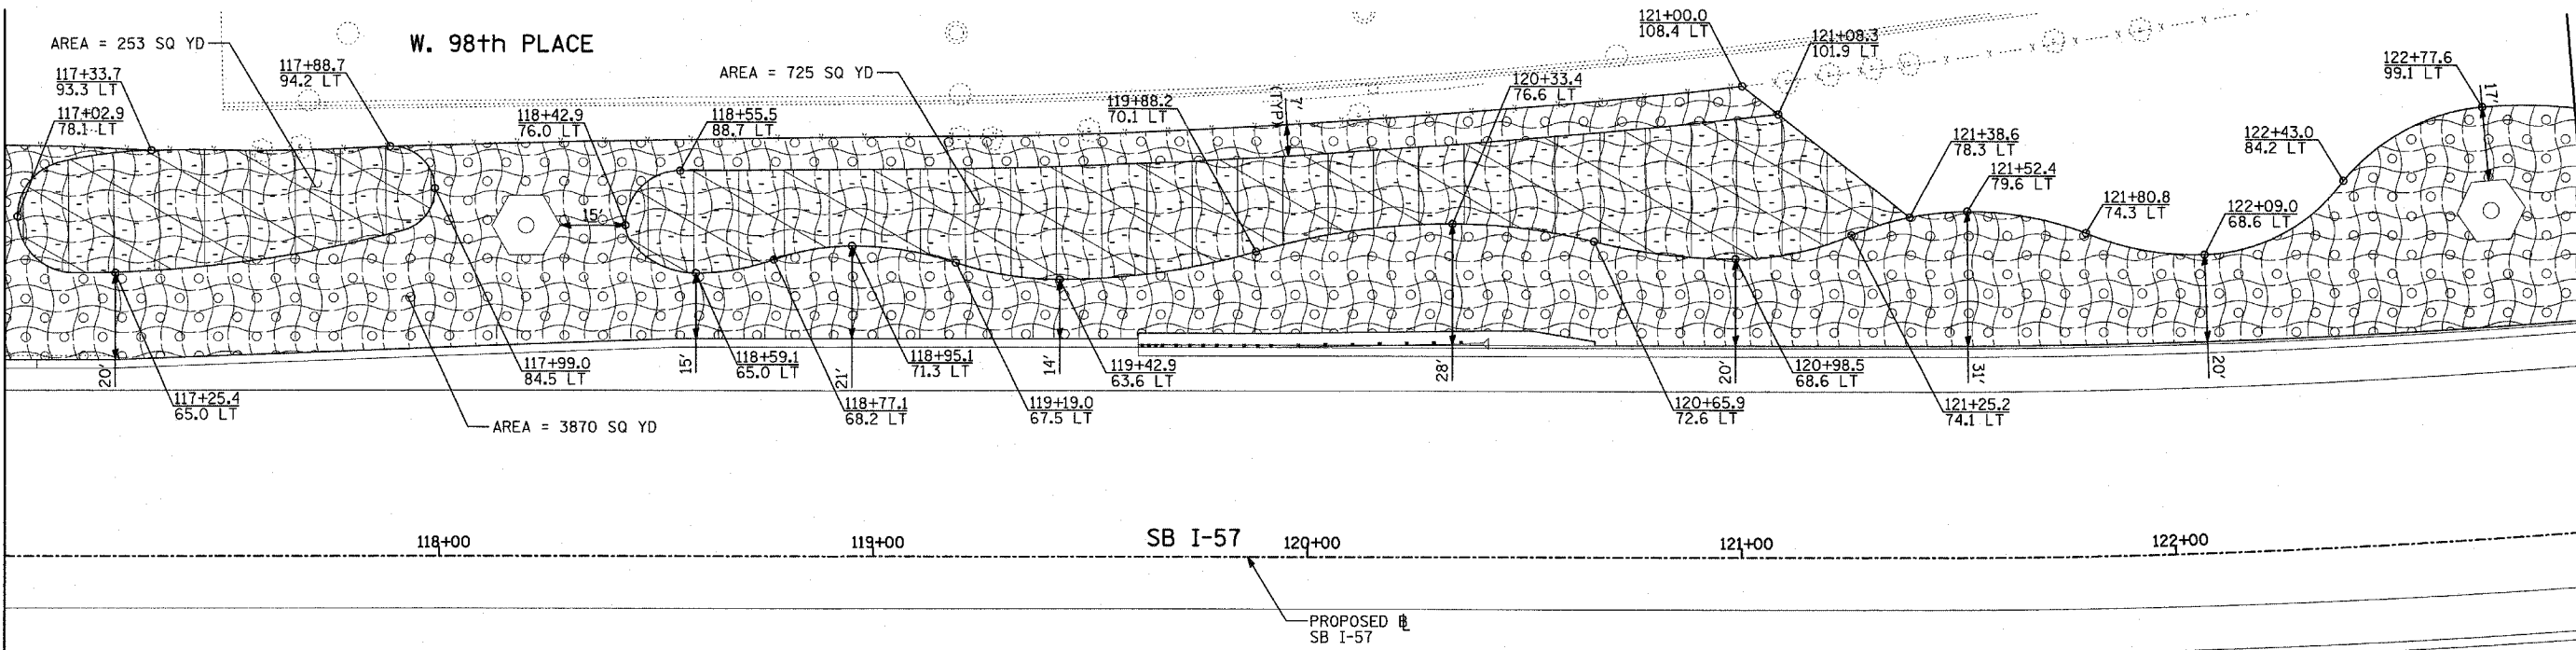 AREA = 253 SQ YD
W. 98th PLACE
117+33.7
93.3 LT
117+88.7
94.2 LT
117+02.9
78.1 LT
118+42.9
76.0 LT
118+55.5
88.7 LT
AREA = 725 SQ YD
119+88.2
70.1 LT
7'
(TYP)
120+33.4
76.6 LT
121+00.0
108.4 LT
121+08.3
101.9 LT
121+38.6
78.3 LT
121+52.4
79.6 LT
121+80.8
74.3 LT
122+09.0
68.6 LT
122+43.0
84.2 LT
122+77.6
99.1 LT
17'
15'
20'
117+25.4
65.0 LT
AREA = 3870 SQ YD
117+99.0
84.5 LT
15'
118+59.1
65.0 LT
118+77.1
68.2 LT
21'
118+95.1
71.3 LT
119+19.0
67.5 LT
14'
119+42.9
63.6 LT
28'
120+65.9
72.6 LT
20'
120+98.5
68.6 LT
121+25.2
74.1 LT
31'
20'
118+00
119+00
SB I-57
120+00
121+00
122+00
PROPOSED BL
SB I-57